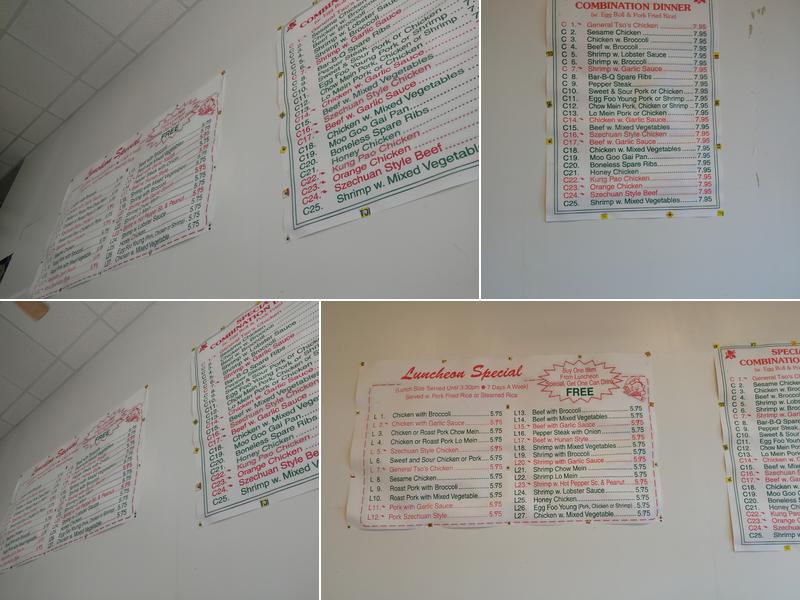 COMBINATION DINNER
(w. Egg Roll & Pork Fried Rice)
C 1. General Tso's Chicken 7.95
C 2. Sesame Chicken 7.95
C 3. Chicken w. Broccoli 7.95
C 4. Beef w. Broccoli 7.95
C 5. Shrimp w. Lobster Sauce 7.95
C 6. Shrimp w. Broccoli 7.95
C 7. Shrimp w. Garlic Sauce 7.95
C 8. Bar-B-Q Spare Ribs 7.95
C 9. Pepper Steak 7.95
C10. Sweet & Sour Pork or Chicken 7.95
C11. Egg Foo Young Pork or Shrimp 7.95
C12. Chow Mein Pork, Chicken or Shrimp 7.95
C13. Lo Mein Pork or Chicken 7.95
C14. Chicken w. Garlic Sauce 7.95
C15. Beef w. Mixed Vegetables 7.95
C16. Szechuan Style Chicken 7.95
C17. Beef w. Garlic Sauce 7.95
C18. Chicken w. Mixed Vegetables 7.95
C19. Moo Goo Gai Pan 7.95
C20. Boneless Spare Ribs 7.95
C21. Honey Chicken 7.95
C22. Kung Pao Chicken 7.95
C23. Orange Chicken 7.95
C24. Szechuan Style Beef 7.95
C25. Shrimp w. Mixed Vegetables 7.95
Luncheon Special
(Lunch Size Served Until 3:30pm 7 Days A Week)
Served w. Pork Fried Rice or Steamed Rice
Buy One Item
From Luncheon
Special, Get One Can Drink
FREE
L 1. Chicken with Broccoli 5.75
L 2. Chicken w. Garlic Sauce 5.75
L 3. Chicken or Roast Pork Chow Mein 5.75
L 4. Chicken or Roast Pork Lo Mein 5.75
L 5. Szechuan Style Chicken 5.75
L 6. Sweet and Sour Chicken or Pork 5.75
L 7. General Tso's Chicken 5.75
L 8. Sesame Chicken 5.75
L 9. Roast Pork with Broccoli 5.75
L10. Roast Pork with Mixed Vegetable 5.75
L11. Pork with Garlic Sauce 5.75
L12. Pork Szechuan Style 5.75
L13. Beef with Broccoli 5.75
L14. Beef with Mixed Vegetables 5.75
L15. Beef with Garlic Sauce 5.75
L16. Pepper Steak with Onion 5.75
L17. Beef w. Hunan Style 5.75
L18. Shrimp with Mixed Vegetables 5.75
L19. Shrimp with Broccoli 5.75
L20. Shrimp with Garlic Sauce 5.75
L21. Shrimp Chow Mein 5.75
L22. Shrimp Lo Mein 5.75
L23. Shrimp w. Hot Pepper Sc. & Peanut 5.75
L24. Shrimp w. Lobster Sauce 5.75
L25. Honey Chicken 5.75
L26. Egg Foo Young (Pork, Chicken or Shrimp) 5.75
L27. Chicken w. Mixed Vegetable 5.75